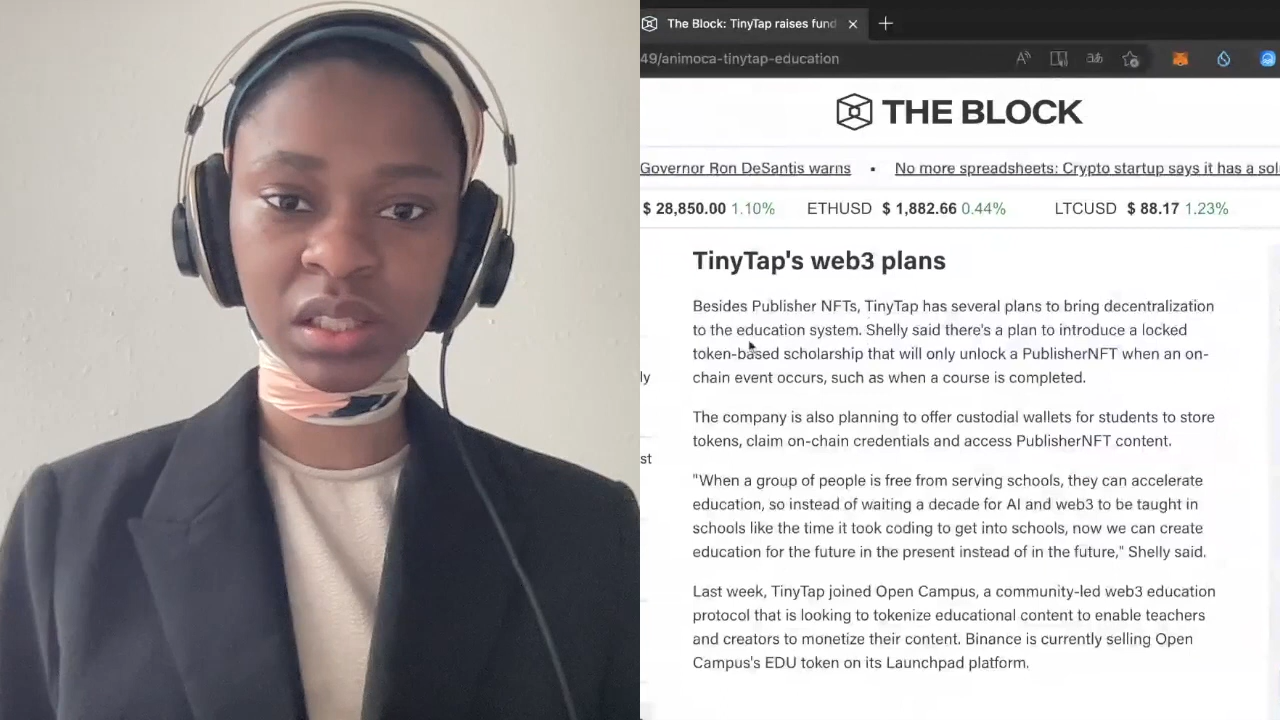 The Block: TinyTap raises fund
49/animoca-tinytap-education
THE BLOCK
Governor Ron DeSantis warns • No more spreadsheets: Crypto startup says it has a sol
$ 28,850.00 1.10% ETHUSD $ 1,882.66 0.44% LTCUSD $ 88.17 1.23%
TinyTap's web3 plans
Besides Publisher NFTs, TinyTap has several plans to bring decentralization
to the education system. Shelly said there's a plan to introduce a locked
token-based scholarship that will only unlock a PublisherNFT when an on-
chain event occurs, such as when a course is completed.
ly
The company is also planning to offer custodial wallets for students to store
tokens, claim on-chain credentials and access PublisherNFT content.
st
"When a group of people is free from serving schools, they can accelerate
education, so instead of waiting a decade for AI and web3 to be taught in
schools like the time it took coding to get into schools, now we can create
education for the future in the present instead of in the future," Shelly said.
Last week, TinyTap joined Open Campus, a community-led web3 education
protocol that is looking to tokenize educational content to enable teachers
and creators to monetize their content. Binance is currently selling Open
Campus's EDU token on its Launchpad platform.